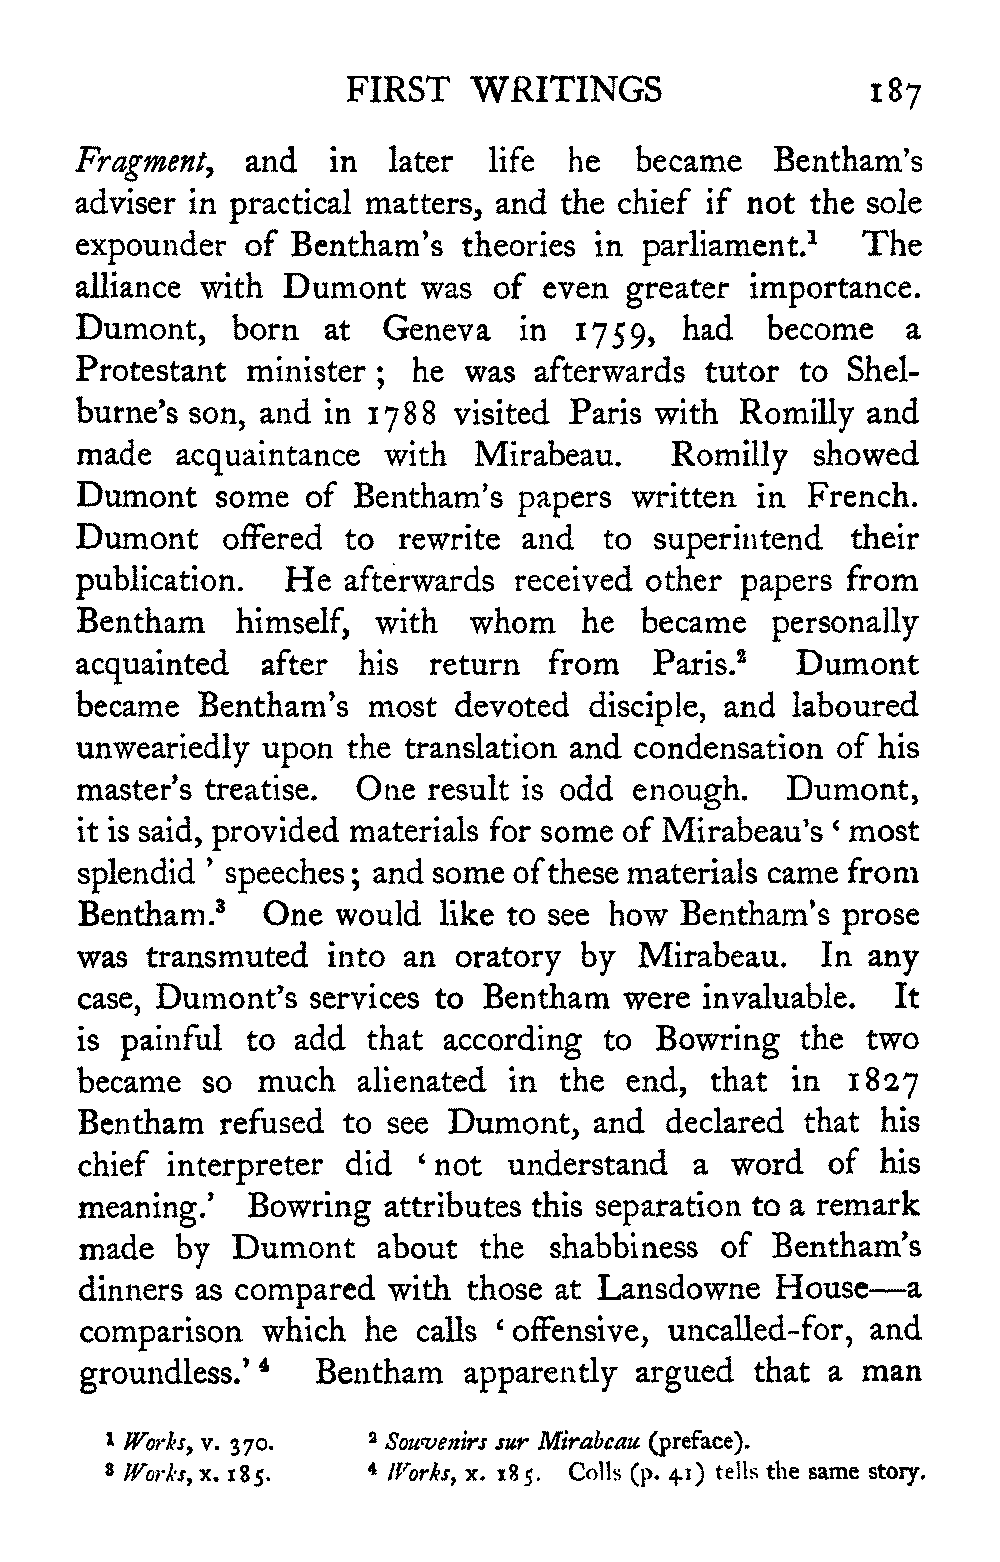 FIRST WRITINGS 187
Fragment, and in later life he became Bentham's
adviser in practical matters, and the chief if not the sole
expounder of Bentham's theories in parliament.¹ The
alliance with Dumont was of even greater importance.
Dumont, born at Geneva in 1759, had become a
Protestant minister ; he was afterwards tutor to Shel-
burne's son, and in 1788 visited Paris with Romilly and
made acquaintance with Mirabeau. Romilly showed
Dumont some of Bentham's papers written in French.
Dumont offered to rewrite and to superintend their
publication. He afterwards received other papers from
Bentham himself, with whom he became personally
acquainted after his return from Paris.² Dumont
became Bentham's most devoted disciple, and laboured
unweariedly upon the translation and condensation of his
master's treatise. One result is odd enough. Dumont,
it is said, provided materials for some of Mirabeau's ‘ most
splendid ’ speeches ; and some of these materials came from
Bentham.³ One would like to see how Bentham's prose
was transmuted into an oratory by Mirabeau. In any
case, Dumont's services to Bentham were invaluable. It
is painful to add that according to Bowring the two
became so much alienated in the end, that in 1827
Bentham refused to see Dumont, and declared that his
chief interpreter did ‘ not understand a word of his
meaning.’ Bowring attributes this separation to a remark
made by Dumont about the shabbiness of Bentham's
dinners as compared with those at Lansdowne House—a
comparison which he calls ‘ offensive, uncalled-for, and
groundless.’ ⁴ Bentham apparently argued that a man
¹ Works, v. 370. ² Souvenirs sur Mirabeau (preface).
³ Works, x. 185. ⁴ Works, x. 185. Colls (p. 41) tells the same story.